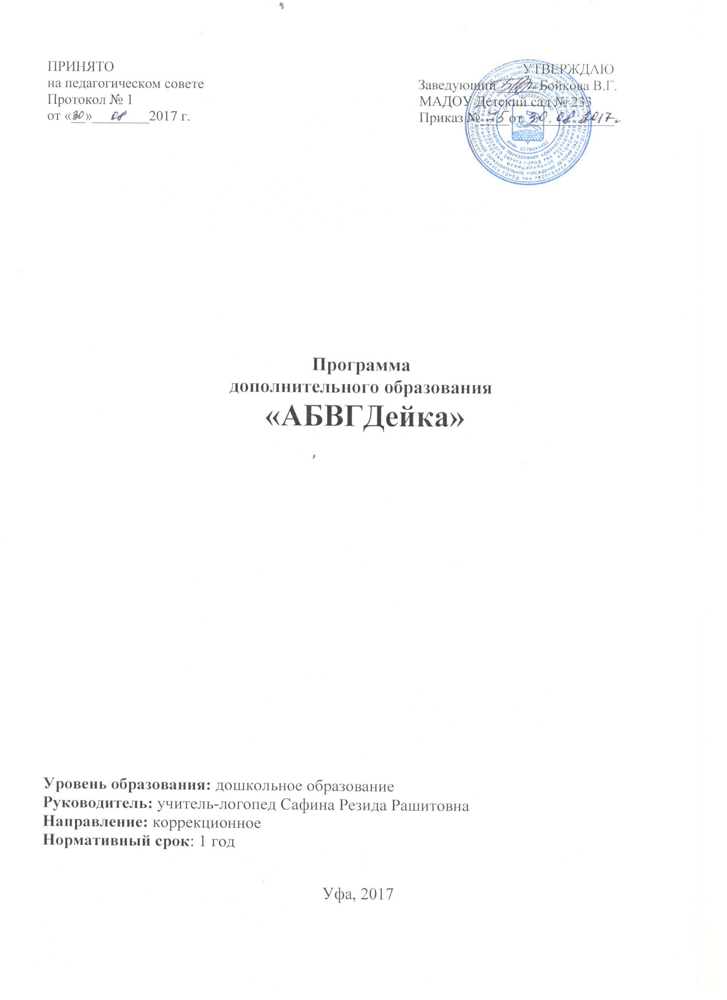 ПРИНЯТО
на педагогическом совете
Протокол № 1
от «30» 08 2017 г.
УТВЕРЖДАЮ
Заведующий Бойкова В.Г.
МАДОУ Детский сад № 233
Приказ № 75 от 30.08 2017г
ИНН 0276044492
Программа
дополнительного образования
«АБВГДейка»
Уровень образования: дошкольное образование
Руководитель: учитель-логопед Сафина Резида Рашитовна
Направление: коррекционное
Нормативный срок: 1 год
Уфа, 2017